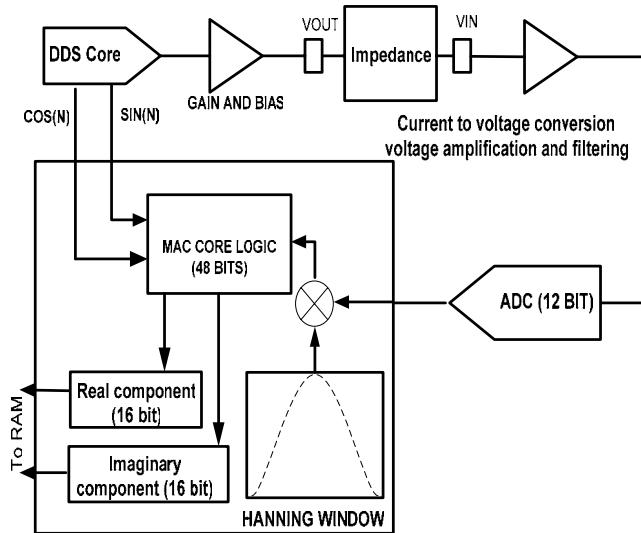 DDS Core
VOUT
VIN
Impedance
GAIN AND BIAS
COS(N)
SIN(N)
Current to voltage conversion
voltage amplification and filtering
MAC CORE LOGIC
(48 BITS)
ADC (12 BIT)
Real component
(16 bit)
Imaginary
component (16 bit)
To RAM
HANNING WINDOW